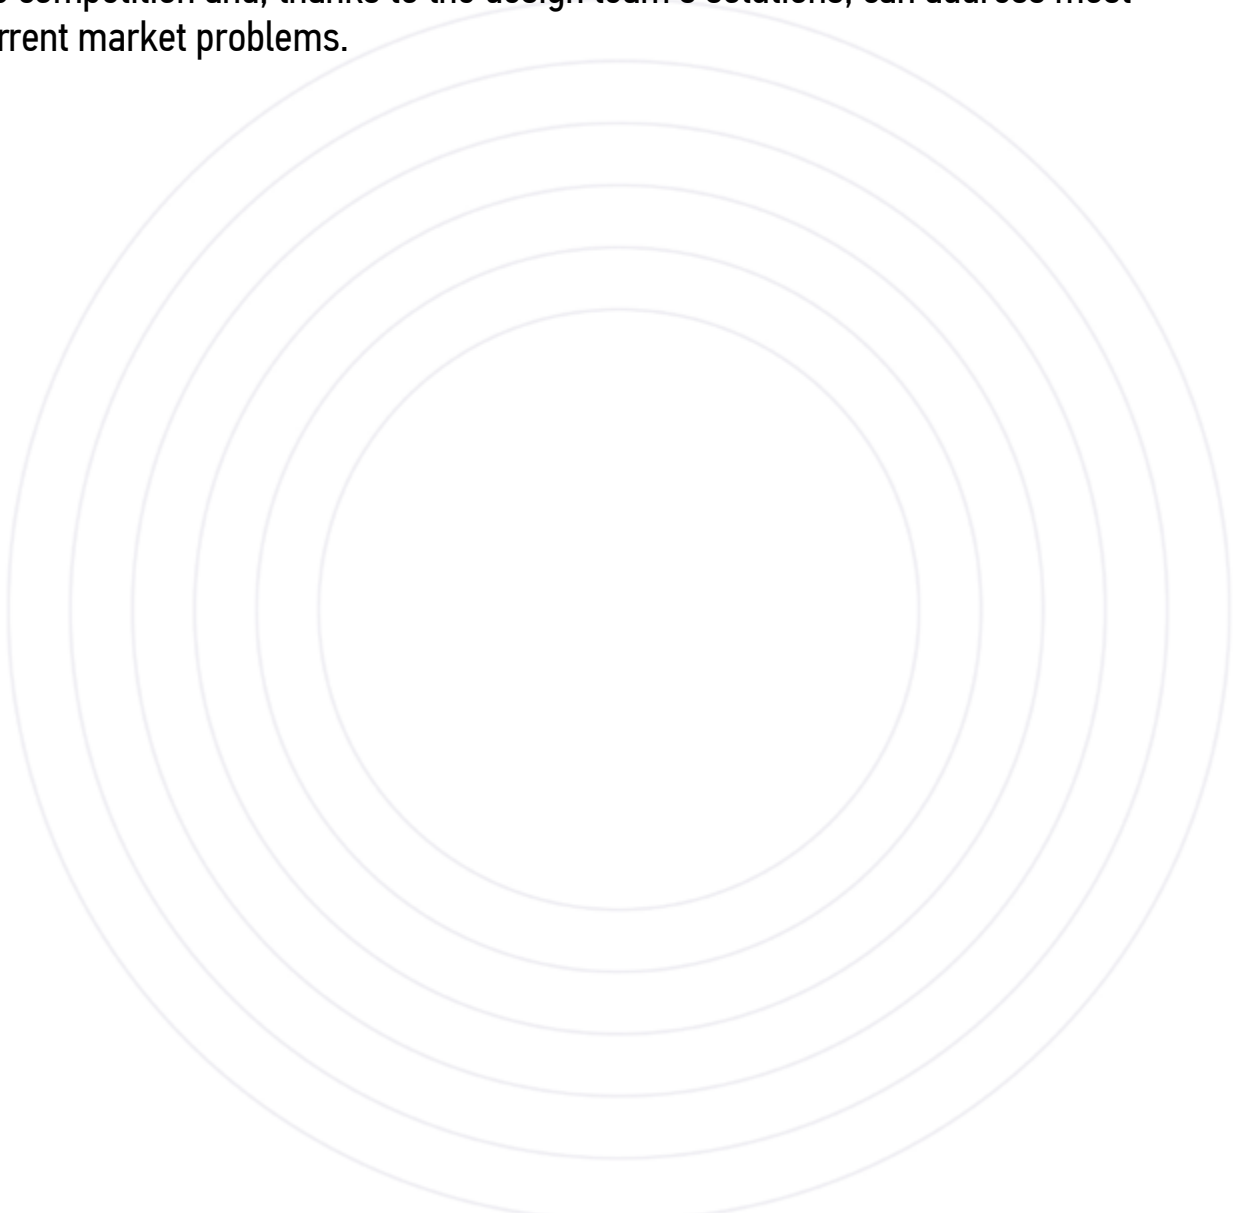 competition and, thanks to the design team's solutions, can address most
rrent market problems.